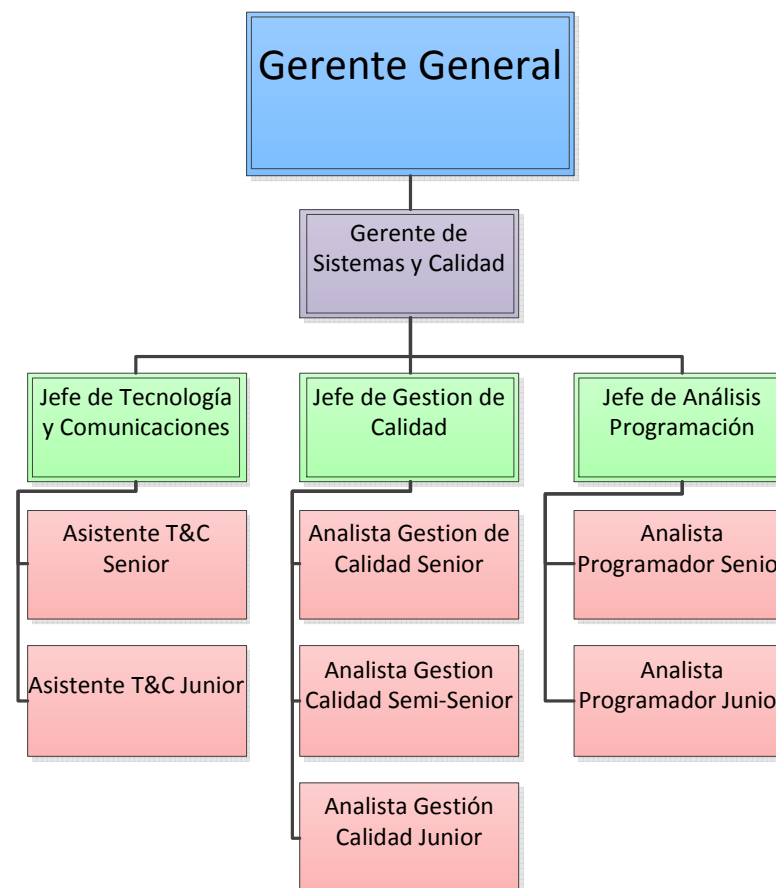 Gerente General
Gerente de
Sistemas y Calidad
Jefe de Tecnología
y Comunicaciones
Jefe de Gestion de
Calidad
Jefe de Análisis
Programación
Asistente T&C
Senior
Analista Gestion de
Calidad Senior
Analista
Programador Senio
Asistente T&C Junior
Analista Gestion
Calidad Semi-Senior
Analista
Programador Junio
Analista Gestión
Calidad Junior